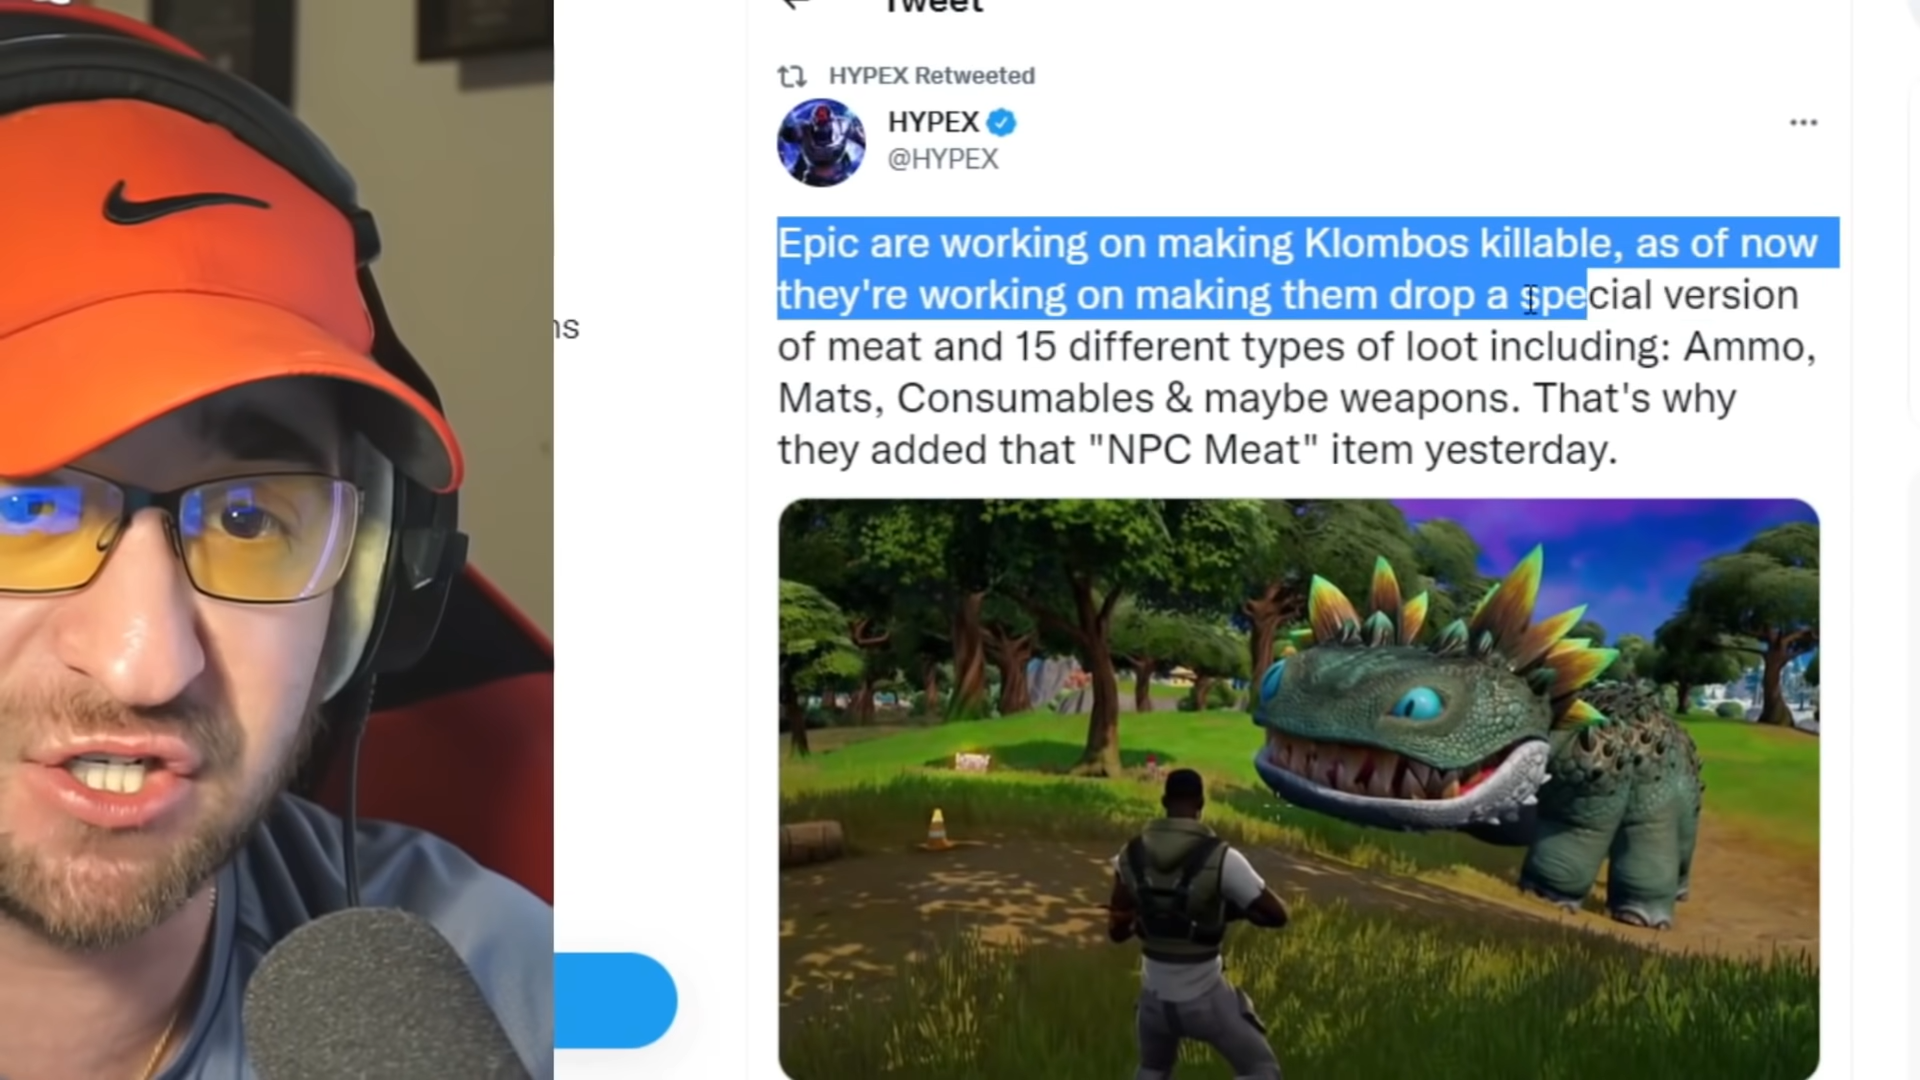 Tweet
HYPEX Retweeted
HYPEX
@HYPEX
Epic are working on making Klombos killable, as of now
they're working on making them drop a special version
of meat and 15 different types of loot including: Ammo,
Mats, Consumables & maybe weapons. That's why
they added that "NPC Meat" item yesterday.